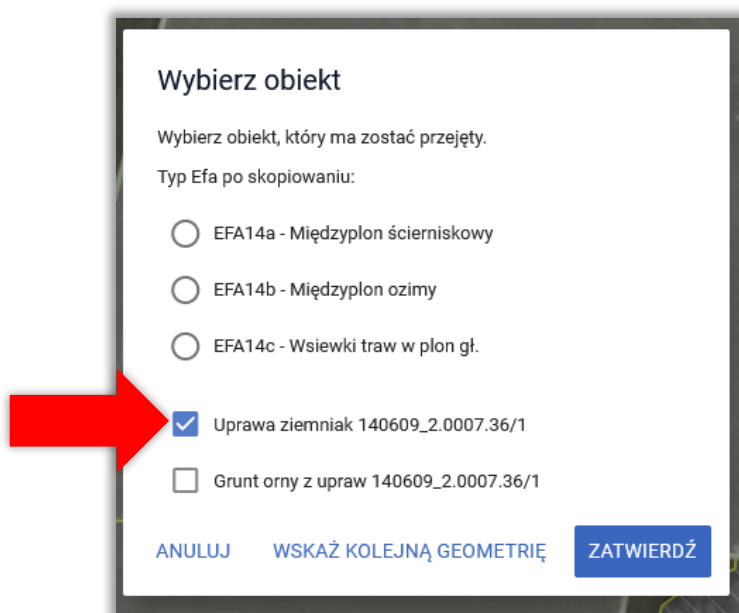 Wybierz obiekt
Wybierz obiekt, który ma zostać przejęty.
Typ Efa po skopiowaniu:
EFA14a - Międzyplon ścierniskowy
EFA14b - Międzyplon ozimy
EFA14c - Wsiewki traw w plon gł.
Uprawa ziemniak 140609_2.0007.36/1
Grunt orny z upraw 140609_2.0007.36/1
ANULUJ WSKAŻ KOLEJNĄ GEOMETRIĘ ZATWIERDŹ